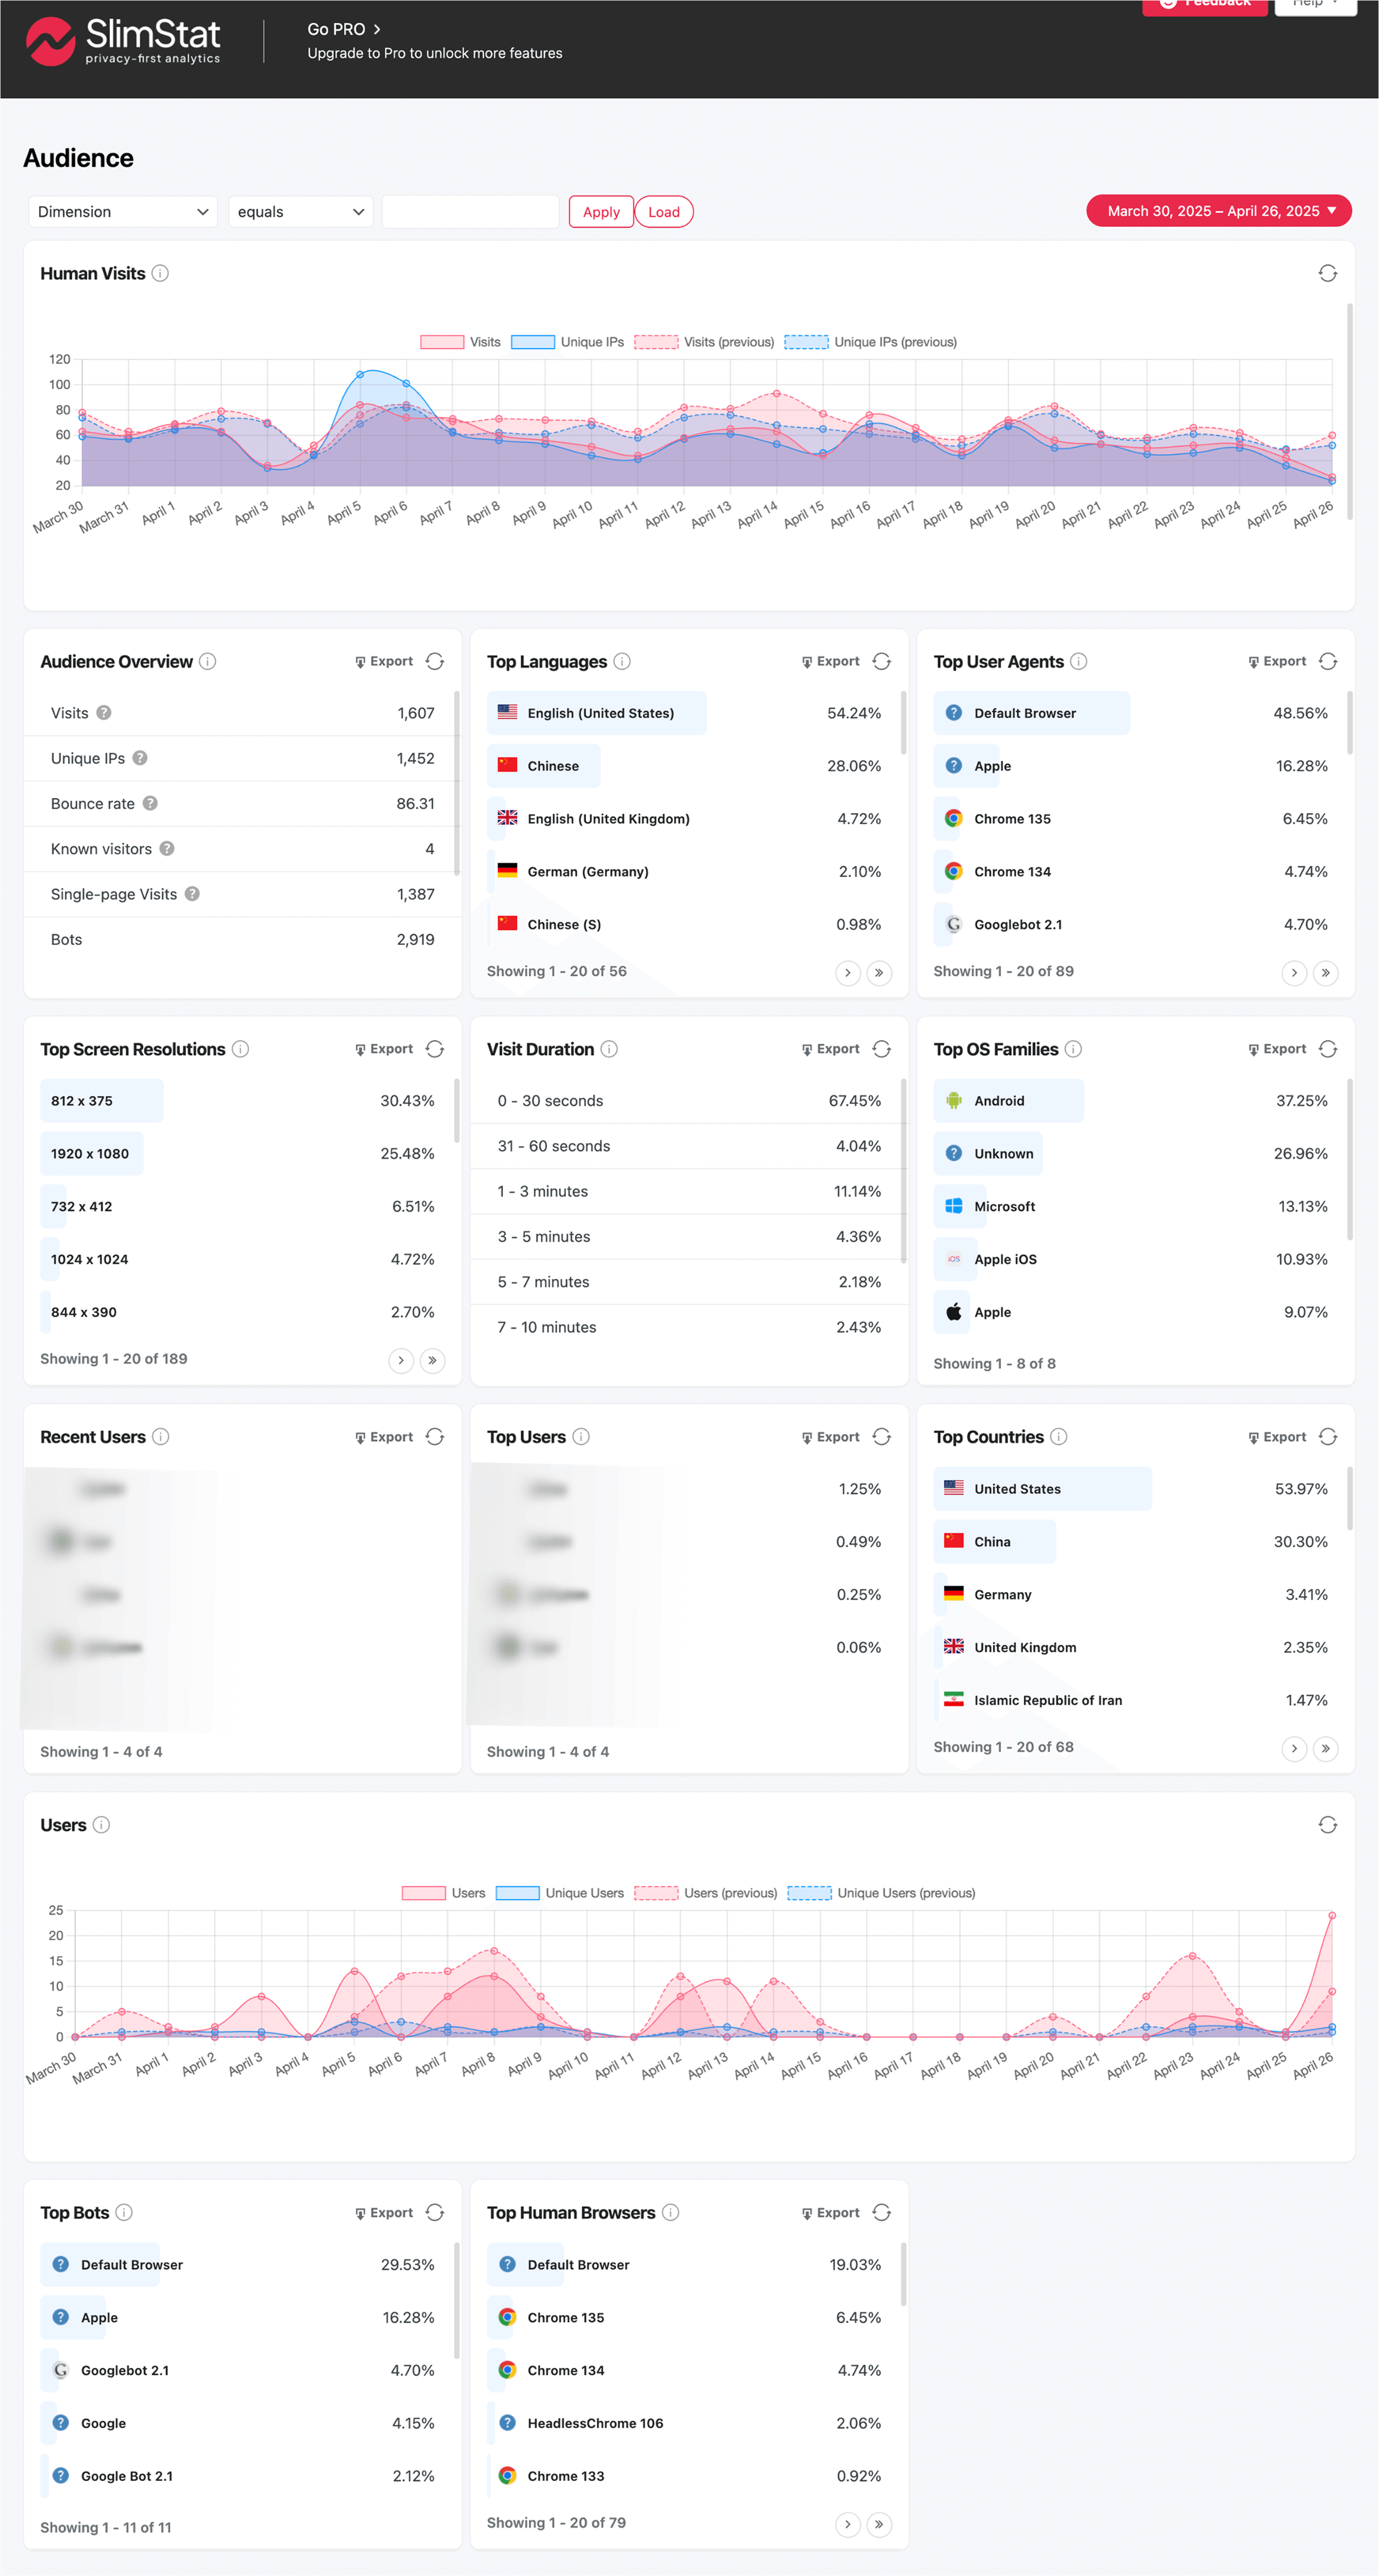 SlimStat
privacy-first analytics
Go PRO
Upgrade to Pro to unlock more features
Feedback
Help
Audience
Dimension
equals
Apply
Load
March 30, 2025 – April 26, 2025
Human Visits
Visits Unique IPs Visits (previous) Unique IPs (previous)
120
100
80
60
40
20
March 30 March 31 April 1 April 2 April 3 April 4 April 5 April 6 April 7 April 8 April 9 April 10 April 11 April 12 April 13 April 14 April 15 April 16 April 17 April 18 April 19 April 20 April 21 April 22 April 23 April 24 April 25 April 26
Audience Overview Export
Visits ? 1,607
Unique IPs ? 1,452
Bounce rate ? 86.31
Known visitors ? 4
Single-page Visits ? 1,387
Bots 2,919
Top Languages Export
English (United States) 54.24%
Chinese 28.06%
English (United Kingdom) 4.72%
German (Germany) 2.10%
Chinese (S) 0.98%
Showing 1 - 20 of 56
Top User Agents Export
? Default Browser 48.56%
? Apple 16.28%
Chrome 135 6.45%
Chrome 134 4.74%
G Googlebot 2.1 4.70%
Showing 1 - 20 of 89
Top Screen Resolutions Export
812 x 375 30.43%
1920 x 1080 25.48%
732 x 412 6.51%
1024 x 1024 4.72%
844 x 390 2.70%
Showing 1 - 20 of 189
Visit Duration Export
0 - 30 seconds 67.45%
31 - 60 seconds 4.04%
1 - 3 minutes 11.14%
3 - 5 minutes 4.36%
5 - 7 minutes 2.18%
7 - 10 minutes 2.43%
Top OS Families Export
Android 37.25%
? Unknown 26.96%
Microsoft 13.13%
iOS Apple iOS 10.93%
Apple 9.07%
Showing 1 - 8 of 8
Recent Users Export
Showing 1 - 4 of 4
Top Users Export
1.25%
0.49%
0.25%
0.06%
Showing 1 - 4 of 4
Top Countries Export
United States 53.97%
China 30.30%
Germany 3.41%
United Kingdom 2.35%
Islamic Republic of Iran 1.47%
Showing 1 - 20 of 68
Users
Users Unique Users Users (previous) Unique Users (previous)
25
20
15
10
5
0
March 30 March 31 April 1 April 2 April 3 April 4 April 5 April 6 April 7 April 8 April 9 April 10 April 11 April 12 April 13 April 14 April 15 April 16 April 17 April 18 April 19 April 20 April 21 April 22 April 23 April 24 April 25 April 26
Top Bots Export
? Default Browser 29.53%
? Apple 16.28%
G Googlebot 2.1 4.70%
? Google 4.15%
? Google Bot 2.1 2.12%
Showing 1 - 11 of 11
Top Human Browsers Export
? Default Browser 19.03%
Chrome 135 6.45%
Chrome 134 4.74%
? HeadlessChrome 106 2.06%
Chrome 133 0.92%
Showing 1 - 20 of 79